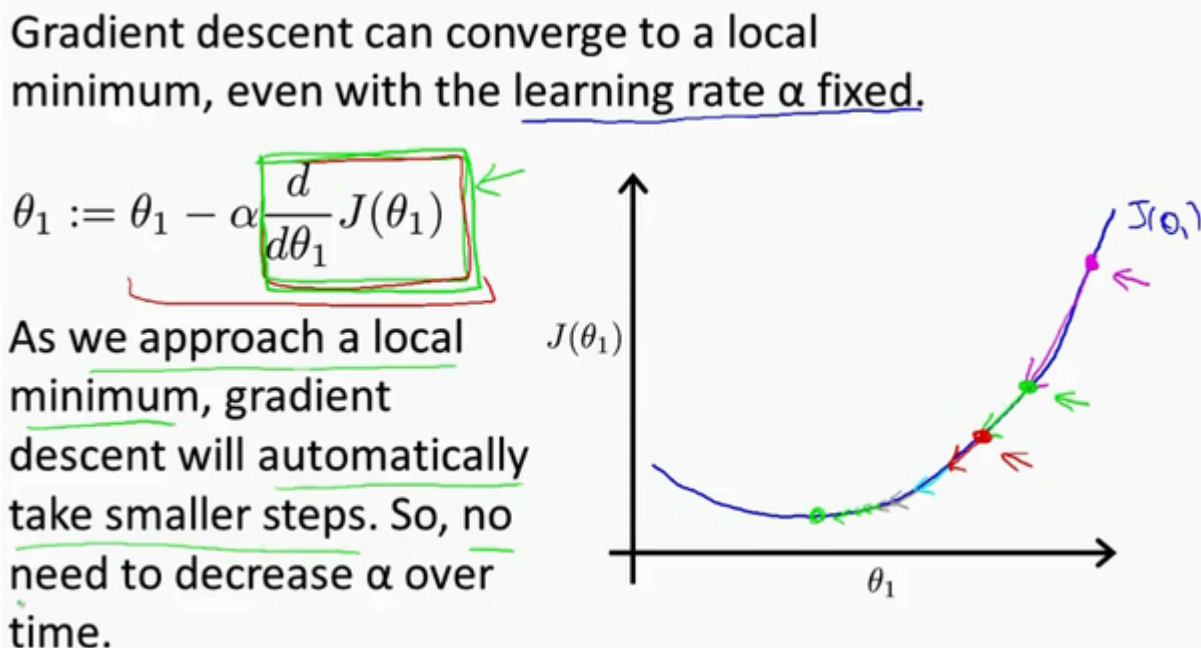 Gradient descent can converge to a local
minimum, even with the learning rate α fixed.
θ₁ := θ₁ − α d/dθ₁ J(θ₁)
As we approach a local
minimum, gradient
descent will automatically
take smaller steps. So, no
need to decrease α over
time.
J(θ₁)
J(θ₁)
θ₁